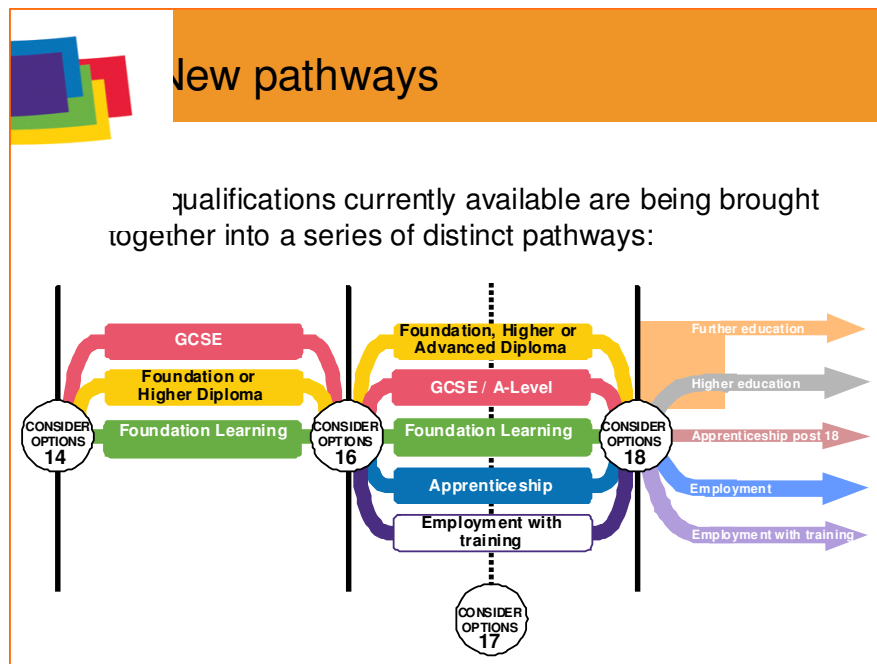 New pathways
qualifications currently available are being brought
together into a series of distinct pathways:
GCSE
Foundation or
Higher Diploma
Foundation Learning
CONSIDER
OPTIONS
14
CONSIDER
OPTIONS
16
Foundation, Higher or
Advanced Diploma
GCSE / A-Level
Foundation Learning
Apprenticeship
Employment with
training
CONSIDER
OPTIONS
17
CONSIDER
OPTIONS
18
Further education
Higher education
Apprenticeship post 18
Employment
Employment with training